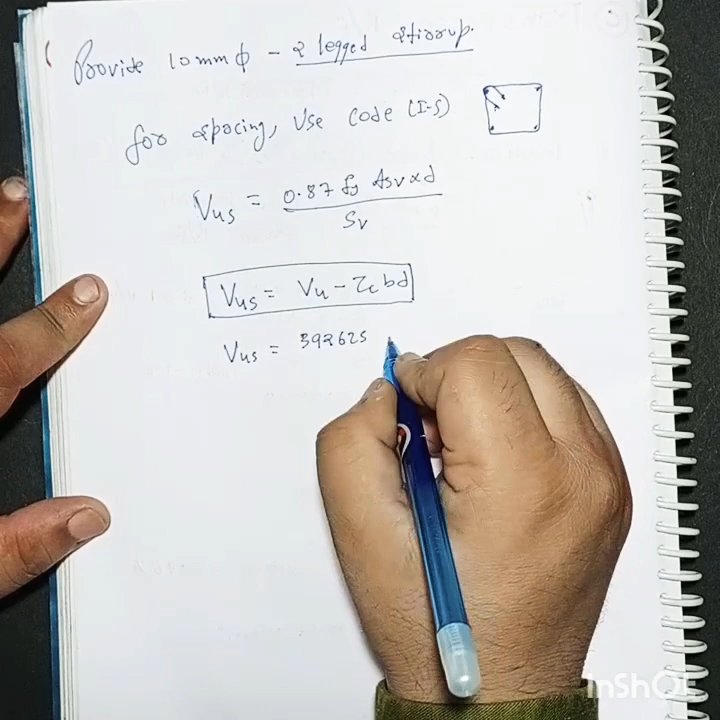 Provide 10mm ϕ - 2 legged stirrup.
for spacing, Use Code (I-S)
Vus = 0.87 fy Asv x d / Sv
Vus = Vu - τc bd
Vus = 392625
InShOt